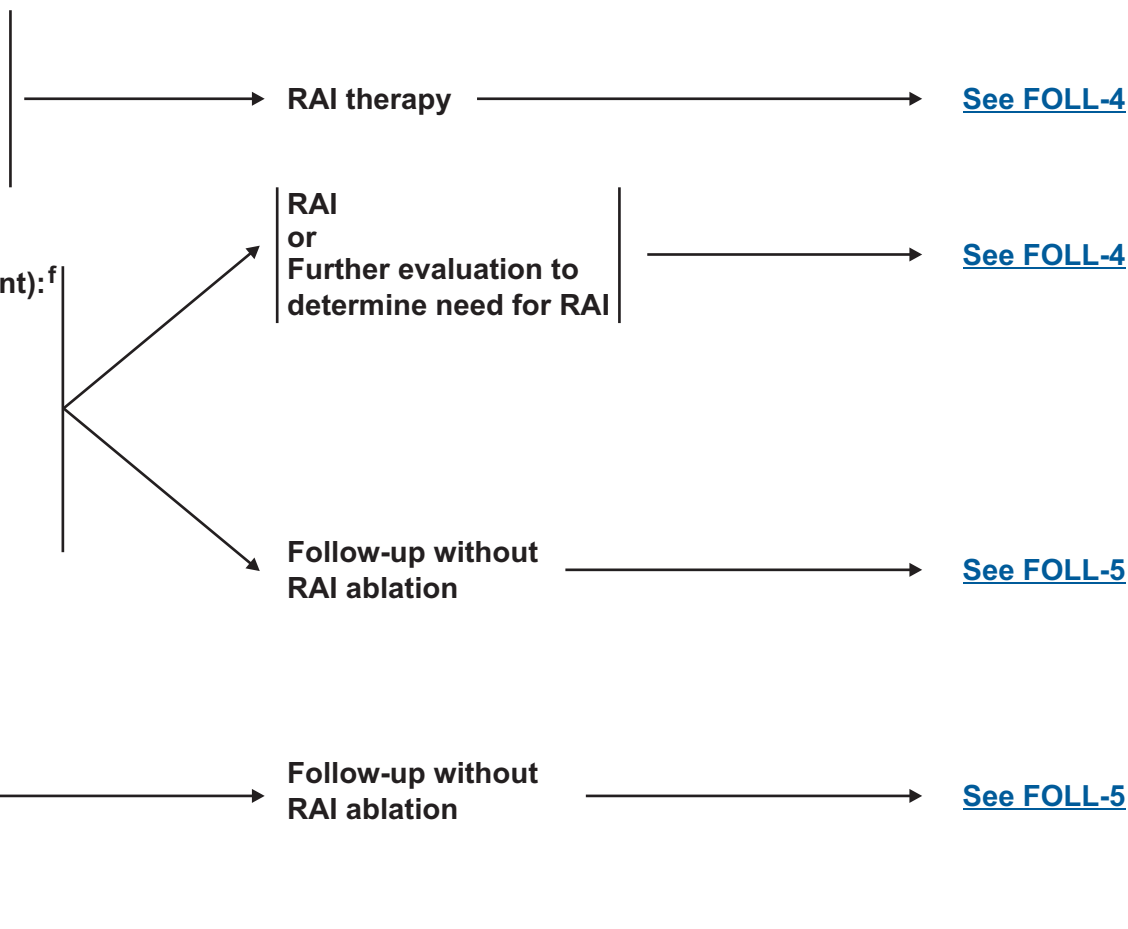 RAI therapy
See FOLL-4
RAI
or
Further evaluation to
determine need for RAI
See FOLL-4
nt):f
Follow-up without
RAI ablation
See FOLL-5
Follow-up without
RAI ablation
See FOLL-5